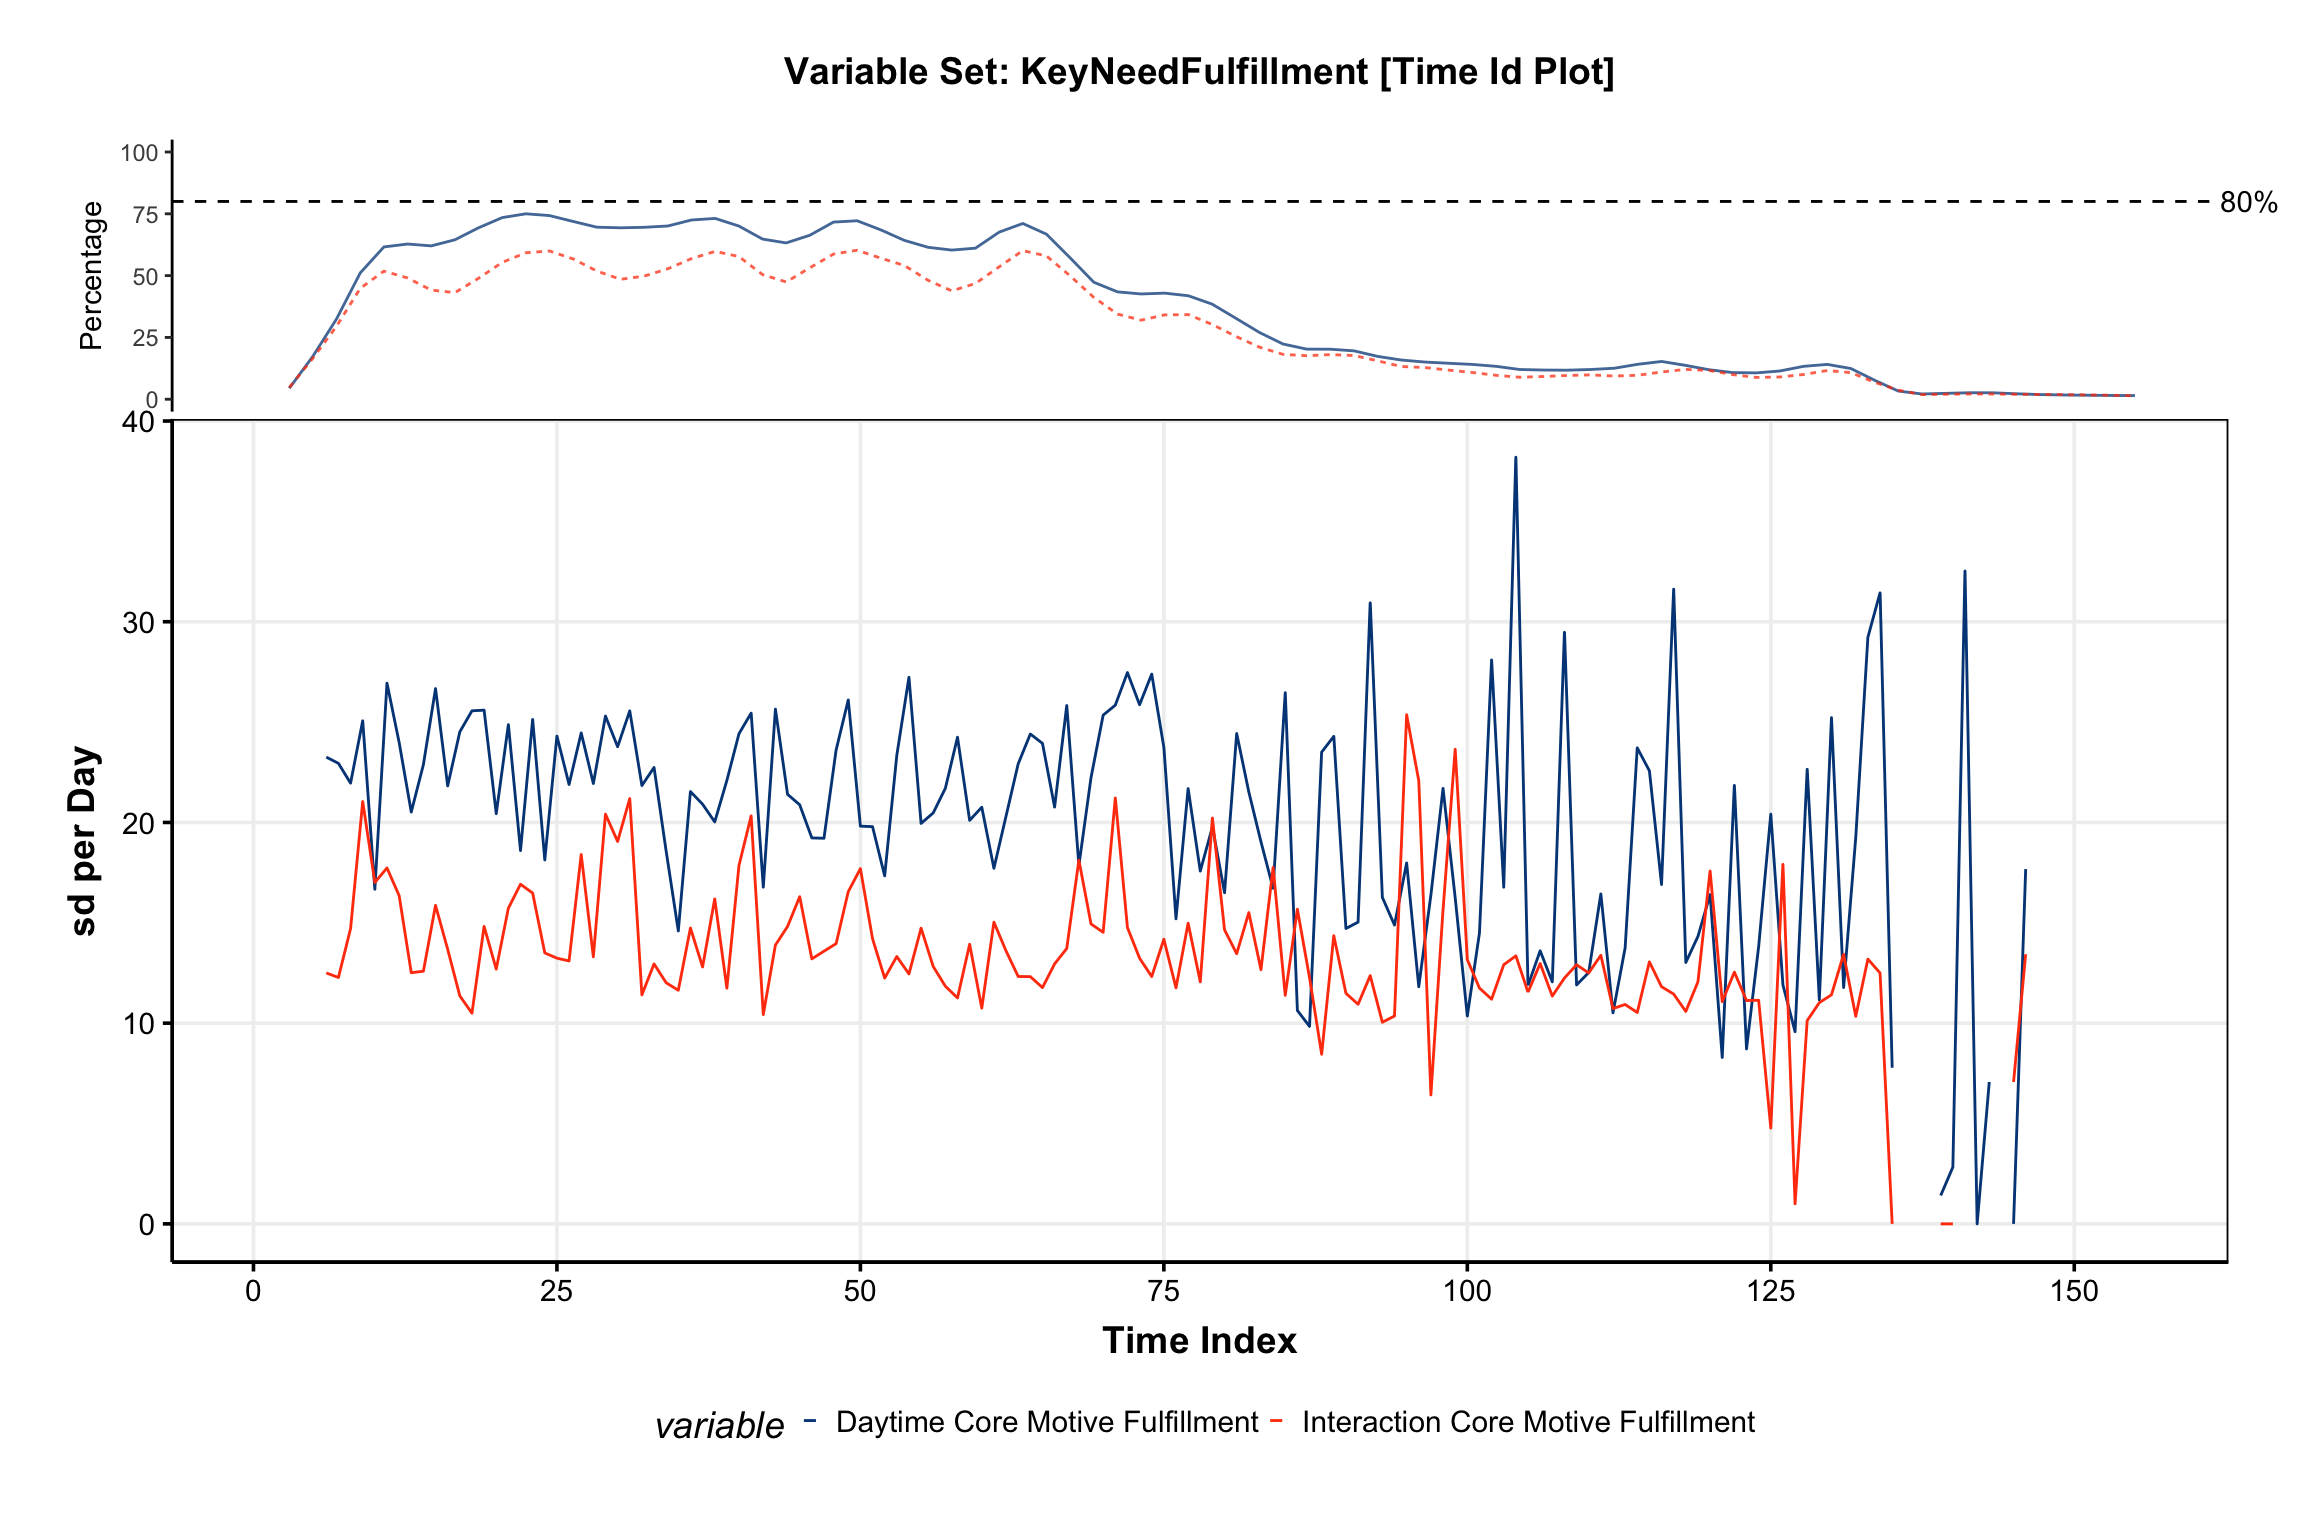 Variable Set: KeyNeedFulfillment [Time Id Plot]
Percentage
100
75
50
25
0
80%
sd per Day
40
30
20
10
0
0 25 50 75 100 125 150
Time Index
variable Daytime Core Motive Fulfillment Interaction Core Motive Fulfillment